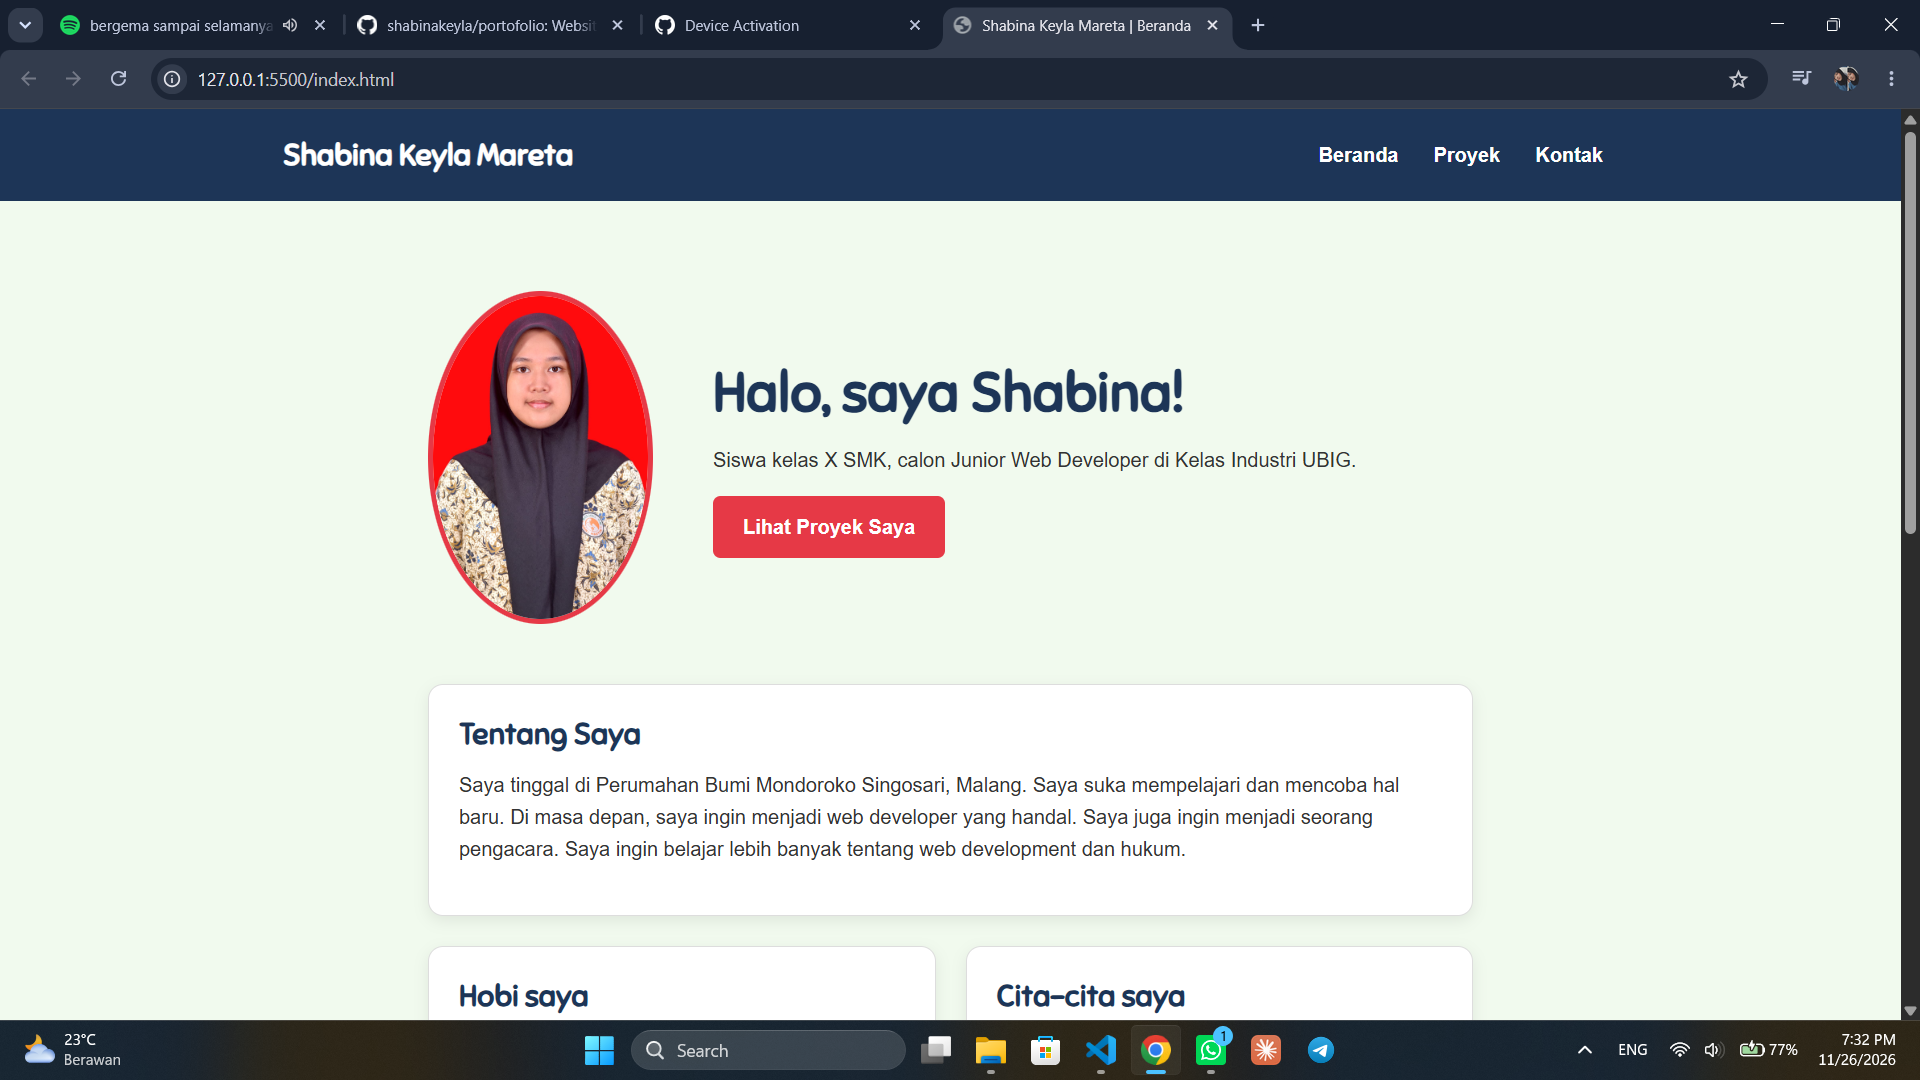 bergema sampai selamanya
shabinakeyla/portofolio: Websit
Device Activation
Shabina Keyla Mareta | Beranda
127.0.0.1:5500/index.html
Shabina Keyla Mareta
Beranda
Proyek
Kontak
Halo, saya Shabina!
Siswa kelas X SMK, calon Junior Web Developer di Kelas Industri UBIG.
Lihat Proyek Saya
Tentang Saya
Saya tinggal di Perumahan Bumi Mondoroko Singosari, Malang. Saya suka mempelajari dan mencoba hal
baru. Di masa depan, saya ingin menjadi web developer yang handal. Saya juga ingin menjadi seorang
pengacara. Saya ingin belajar lebih banyak tentang web development dan hukum.
Hobi saya
Cita-cita saya
23°C
Berawan
Search
1
ENG
77%
7:32 PM
11/26/2026